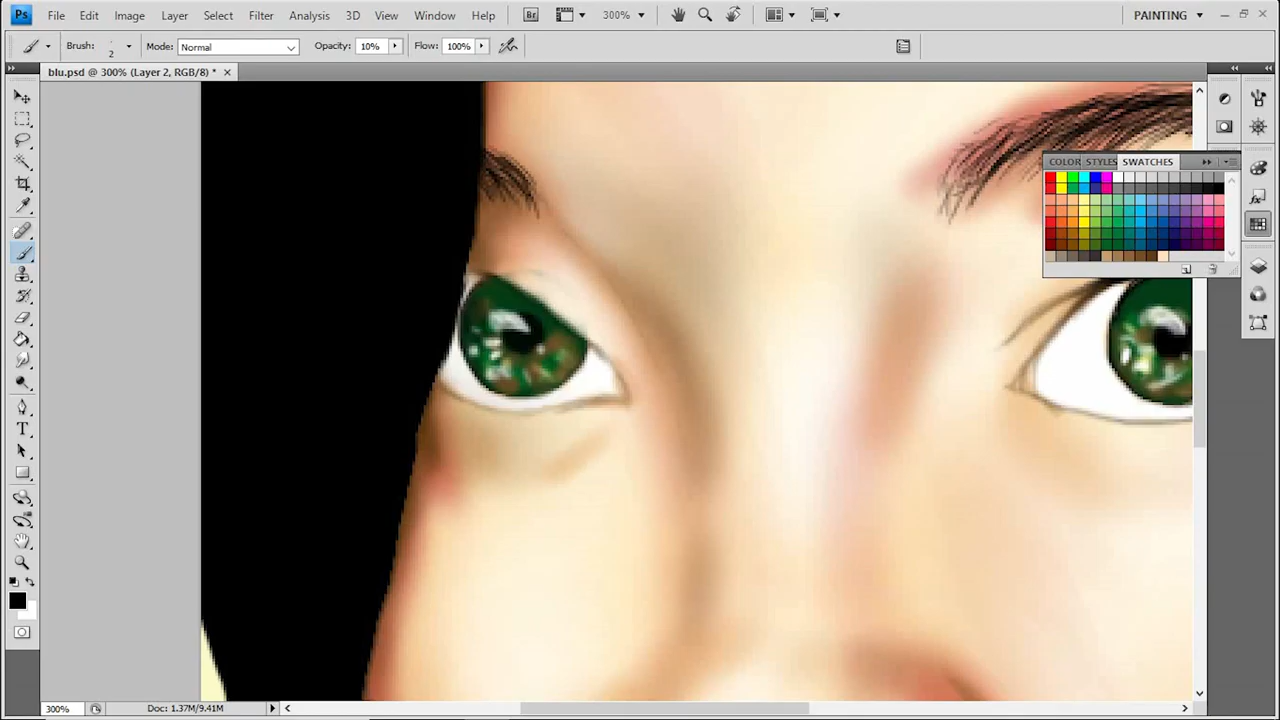 Ps File Edit Image Layer Select Filter Analysis 3D View Window Help Br 300% PAINTING
Brush: 2 Mode: Normal Opacity: 10% Flow: 100%
blu.psd @ 300% (Layer 2, RGB/8) *
COLOR STYLES SWATCHES
T
300% Doc: 1.37M/9.41M